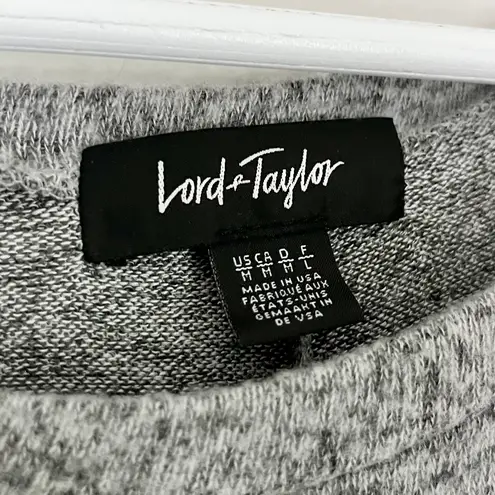 Lord & Taylor
US CA D F
M M M L
MADE IN USA
FABRIQUÉ AUX
ÉTATS-UNIS
GEMAAKT IN
DE VSA